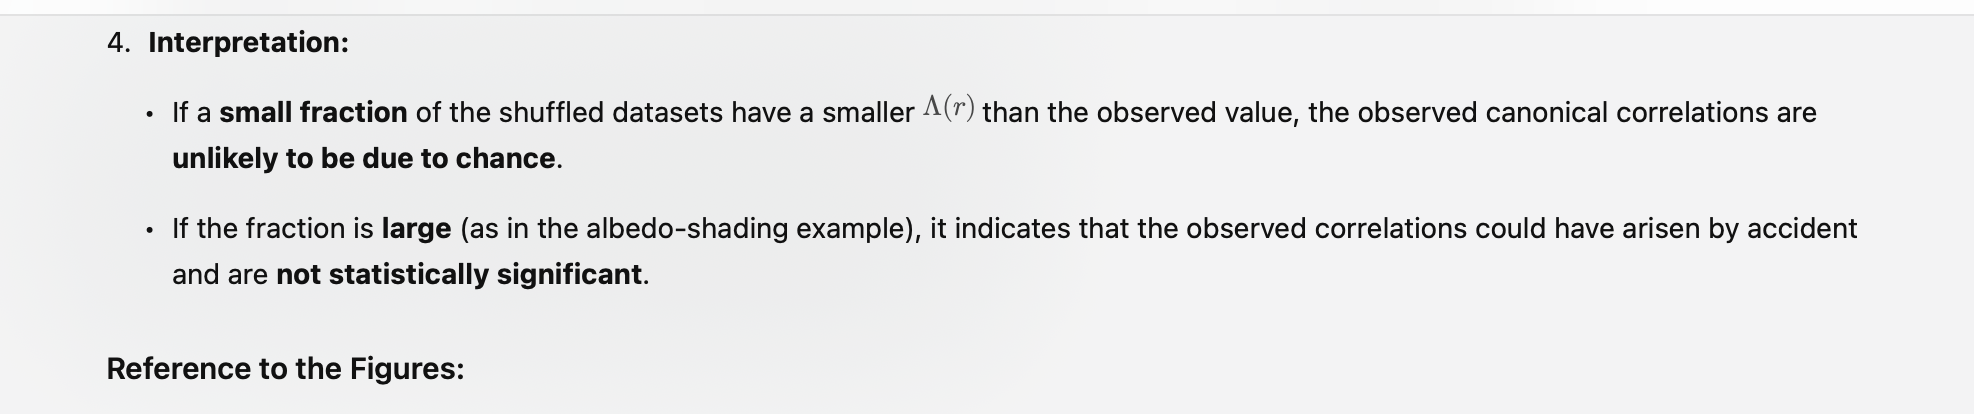 4. Interpretation:
• If a small fraction of the shuffled datasets have a smaller Λ(r) than the observed value, the observed canonical correlations are
unlikely to be due to chance.
• If the fraction is large (as in the albedo-shading example), it indicates that the observed correlations could have arisen by accident
and are not statistically significant.
Reference to the Figures: